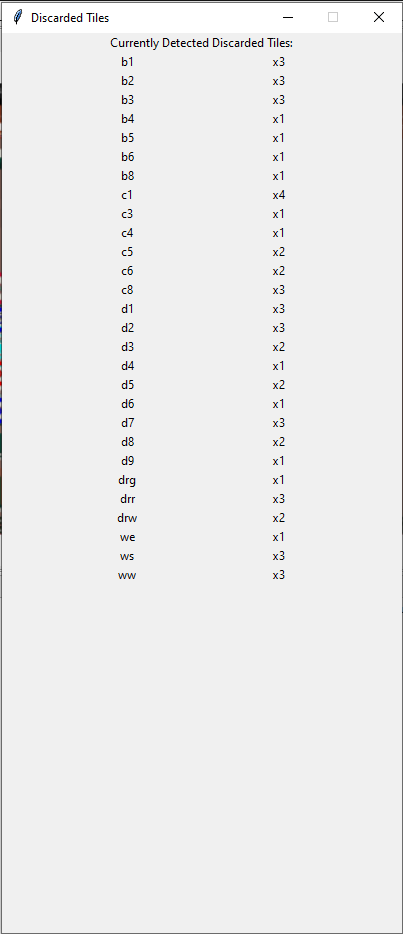 Discarded Tiles
Currently Detected Discarded Tiles:
b1 x3
b2 x3
b3 x3
b4 x1
b5 x1
b6 x1
b8 x1
c1 x4
c3 x1
c4 x1
c5 x2
c6 x2
c8 x3
d1 x3
d2 x3
d3 x2
d4 x1
d5 x2
d6 x1
d7 x3
d8 x2
d9 x1
drg x1
drr x3
drw x2
we x1
ws x3
ww x3